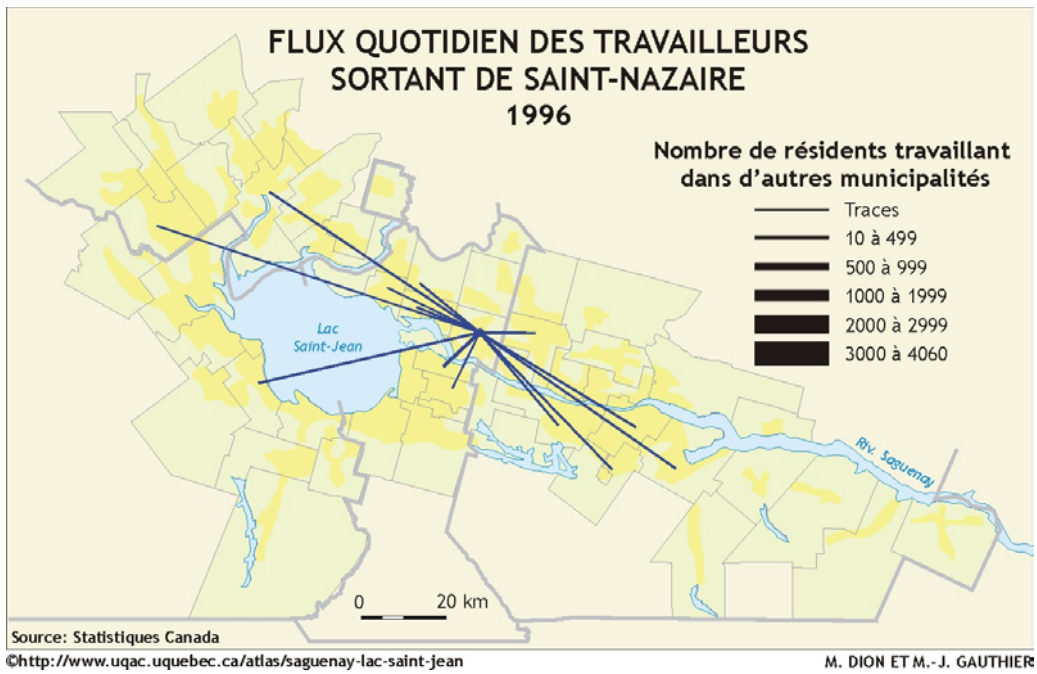 FLUX QUOTIDIEN DES TRAVAILLEURS
SORTANT DE SAINT-NAZAIRE
1996
Nombre de résidents travaillant
dans d'autres municipalités
Traces
10 à 499
500 à 999
1000 à 1999
2000 à 2999
3000 à 4060
Lac
Saint-Jean
Riv. Saguenay
0 20 km
Source: Statistiques Canada
©http://www.uqac.uquebec.ca/atlas/saguenay-lac-saint-jean
M. DION ET M.-J. GAUTHIER